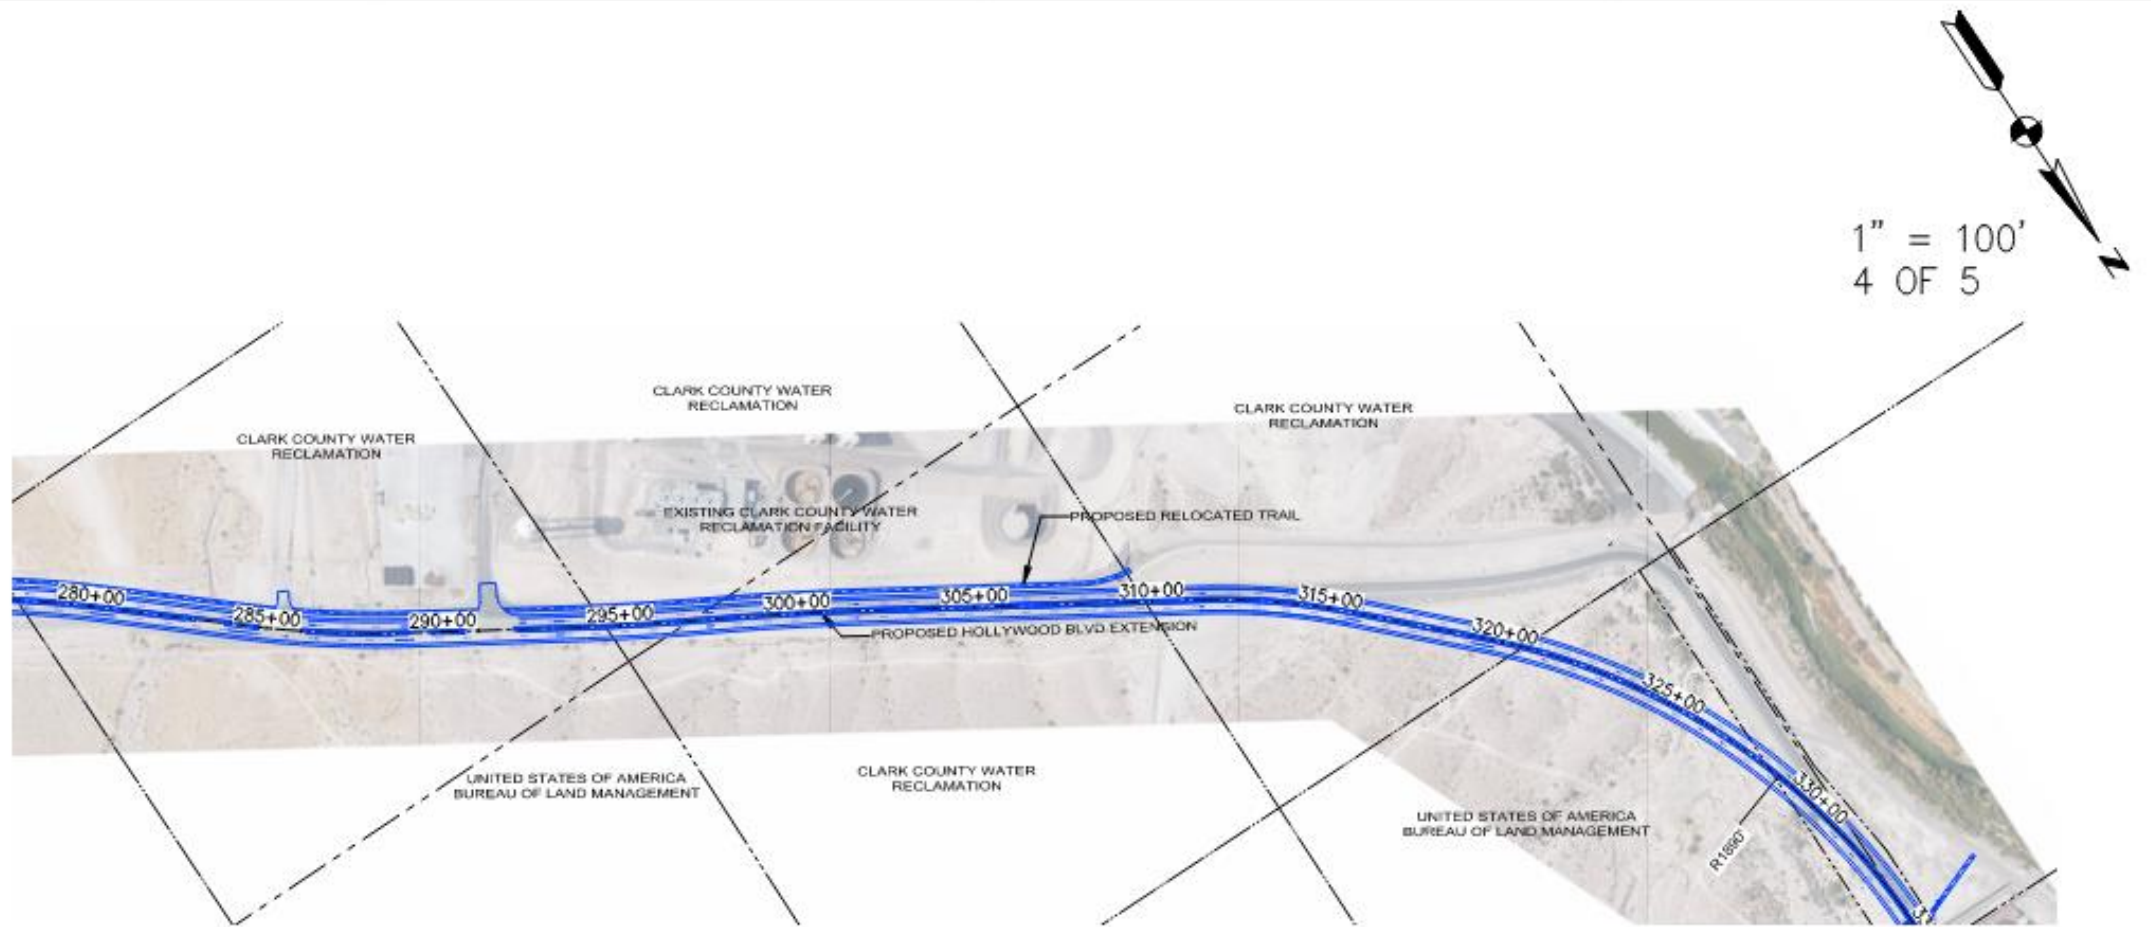 N
1" = 100'
4 OF 5
CLARK COUNTY WATER
RECLAMATION
CLARK COUNTY WATER
RECLAMATION
CLARK COUNTY WATER
RECLAMATION
EXISTING CLARK COUNTY WATER
RECLAMATION FACILITY
PROPOSED RELOCATED TRAIL
280+00
285+00
290+00
295+00
300+00
305+00
310+00
315+00
320+00
325+00
330+00
PROPOSED HOLLYWOOD BLVD EXTENSION
UNITED STATES OF AMERICA
BUREAU OF LAND MANAGEMENT
CLARK COUNTY WATER
RECLAMATION
UNITED STATES OF AMERICA
BUREAU OF LAND MANAGEMENT
R1890'